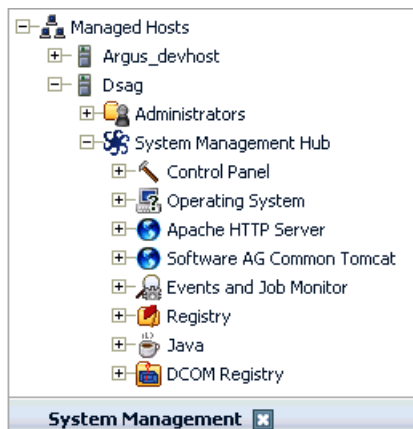 Managed Hosts
Argus_devhost
Dsag
Administrators
System Management Hub
Control Panel
Operating System
Apache HTTP Server
Software AG Common Tomcat
Events and Job Monitor
Registry
Java
DCOM Registry
System Management